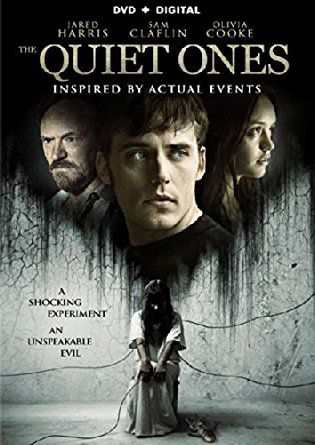 DVD + DIGITAL
JARED HARRIS
SAM CLAFLIN
OLIVIA COOKE
THE QUIET ONES
INSPIRED BY ACTUAL EVENTS
A
SHOCKING
EXPERIMENT
AN
UNSPEAKABLE
EVIL